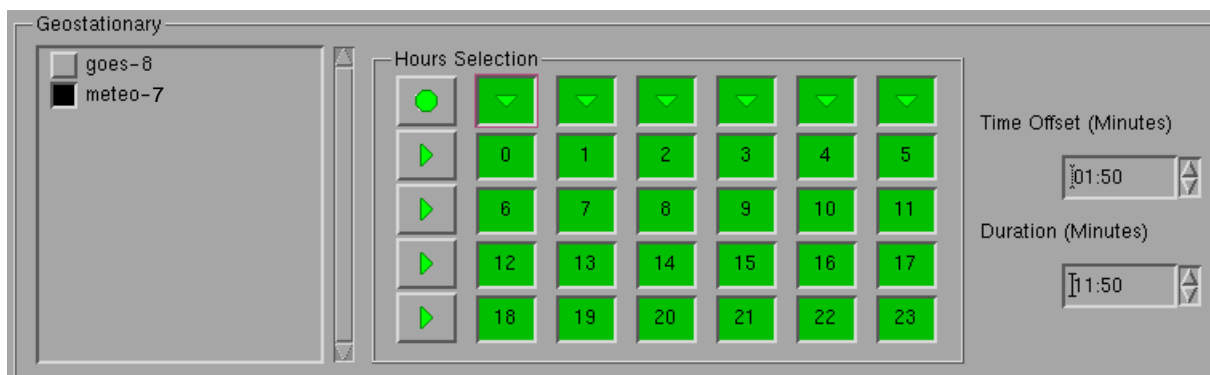 Geostationary
goes-8
meteo-7
Hours Selection
0 1 2 3 4 5
6 7 8 9 10 11
12 13 14 15 16 17
18 19 20 21 22 23
Time Offset (Minutes)
01:50
Duration (Minutes)
11:50